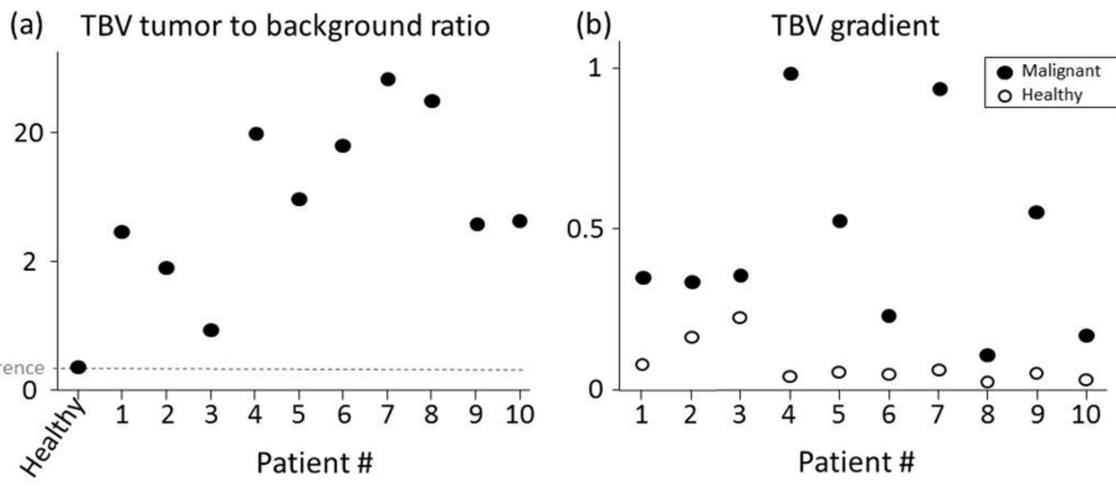 (a) TBV tumor to background ratio
20
2
rence
0
Healthy 1 2 3 4 5 6 7 8 9 10
Patient #
(b) TBV gradient
Malignant
Healthy
1
0.5
0
1 2 3 4 5 6 7 8 9 10
Patient #